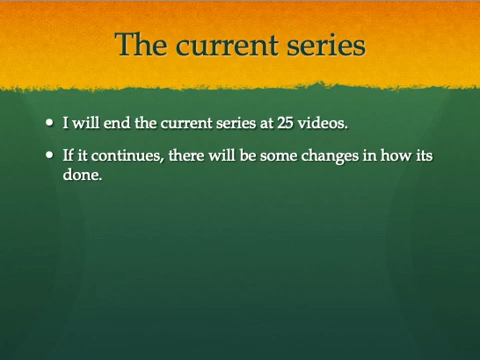 The current series
• I will end the current series at 25 videos.
• If it continues, there will be some changes in how its
done.